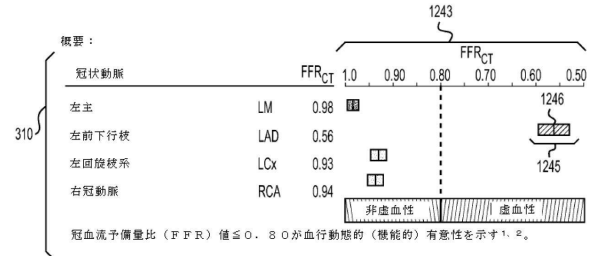 1243
概要：
FFRCT
冠状動脈 FFRCT 1.0 0.90 0.80 0.70 0.60 0.50
左主 LM 0.98
1246
310
左前下行枝 LAD 0.56
1245
左回旋枝系 LCx 0.93
右冠動脈 RCA 0.94
非虚血性 虚血性
冠血流予備量比（ＦＦＲ）値≦０．８０が血行動態的（機能的）有意性を示す1、2。